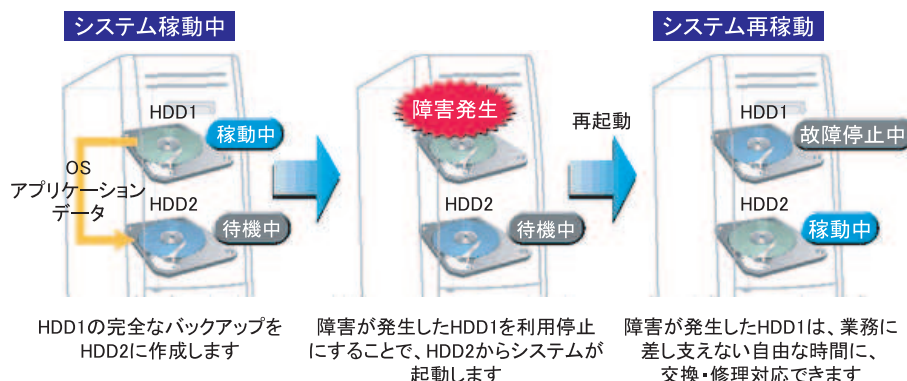 システム稼動中
HDD1
稼動中
OS
アプリケーション
データ
HDD2
待機中
HDD1の完全なバックアップを
HDD2に作成します
障害発生
HDD2
待機中
障害が発生したHDD1を利用停止
にすることで、HDD2からシステムが
起動します
再起動
システム再稼動
HDD1
故障停止中
HDD2
稼動中
障害が発生したHDD1は、業務に
差し支えない自由な時間に、
交換・修理対応できます